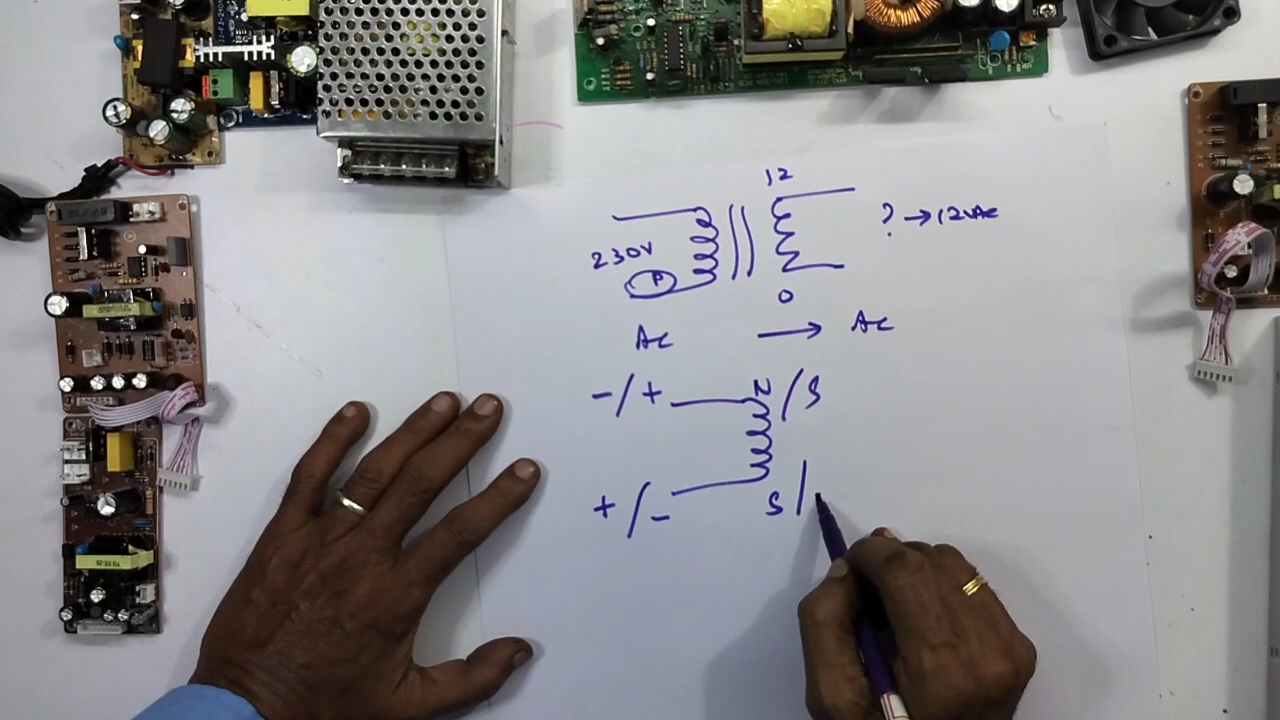 12
230V
P
? → 12VAC
0
AC → AC
- / + N / S
+ / - S /